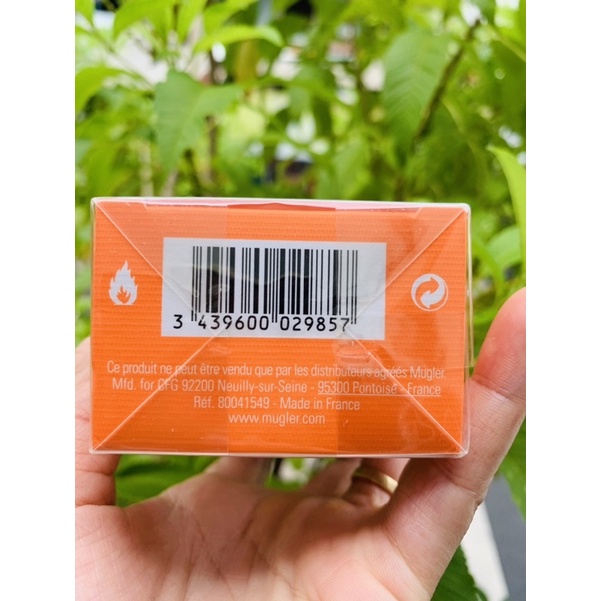 3 439600 029857
Ce produit ne peut être vendu que par les distributeurs agréés Mugler.
Mfd. for CFG 92200 Neuilly-sur-Seine - 95300 Pontoise - France
Réf. 80041549 - Made in France
www.mugler.com